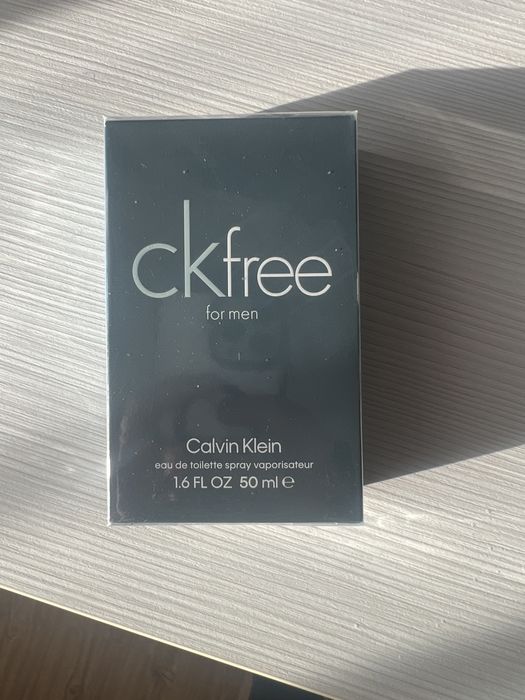 ckfree
for men
Calvin Klein
eau de toilette spray vaporisateur
1.6 FL OZ 50 ml ℮